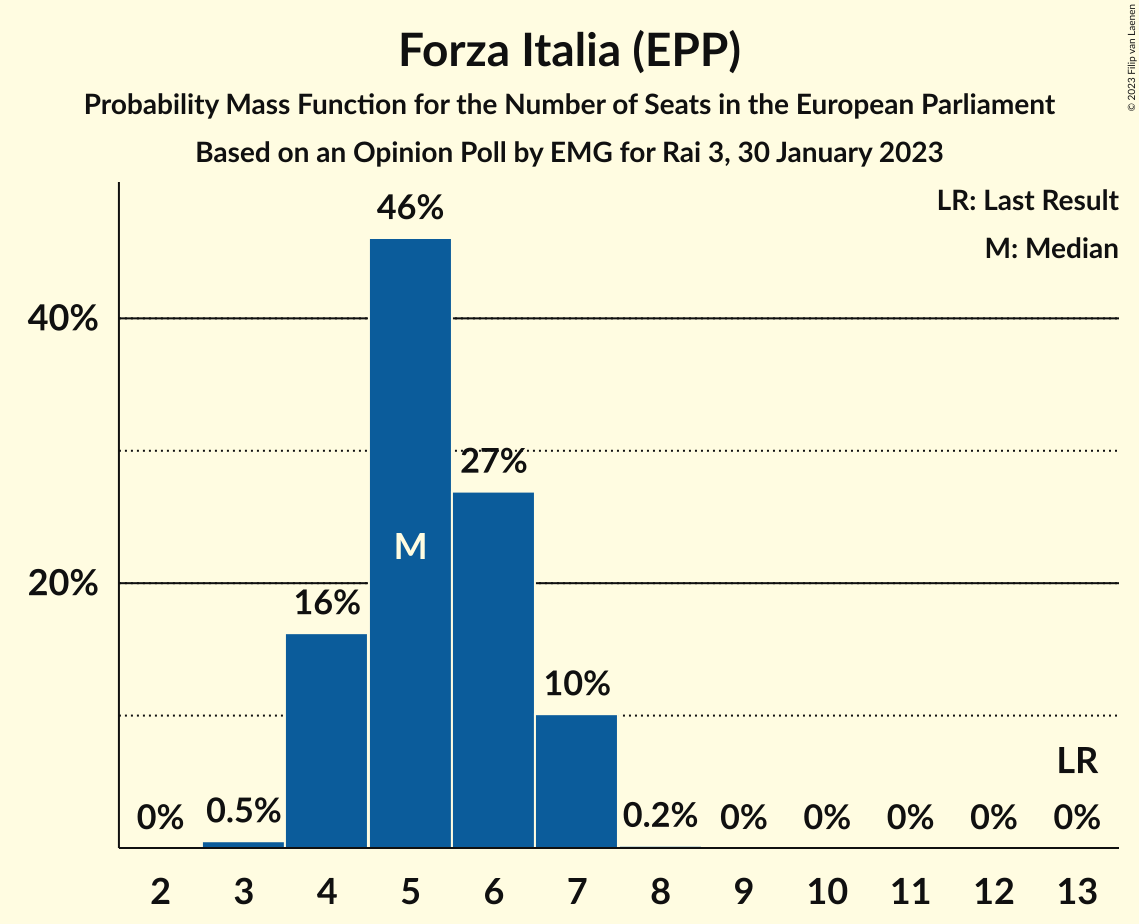 © 2023 Filip van Laenen
Forza Italia (EPP)
Probability Mass Function for the Number of Seats in the European Parliament
Based on an Opinion Poll by EMG for Rai 3, 30 January 2023
LR: Last Result
M: Median
46%
40%
27%
M
20%
16%
10%
LR
0% 0.5% 0.2% 0% 0% 0% 0% 0%
2 3 4 5 6 7 8 9 10 11 12 13